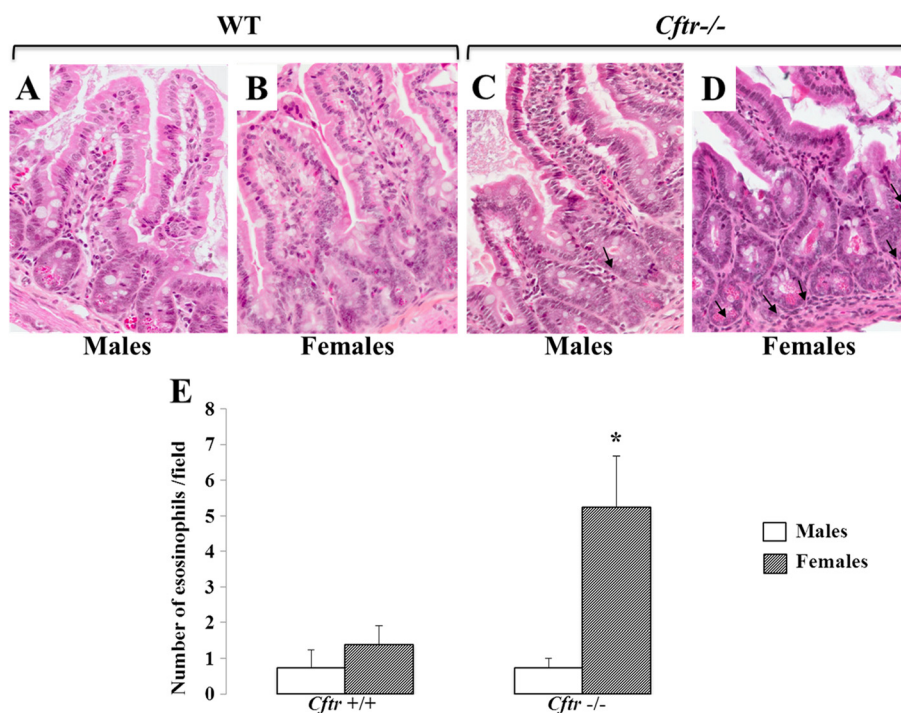 WT
Cftr-/-
A
B
C
D
Males
Females
Males
Females
E
Number of esosinophils /field
8
7
6
5
4
3
2
1
0
*
Cftr +/+
Cftr -/-
Males
Females